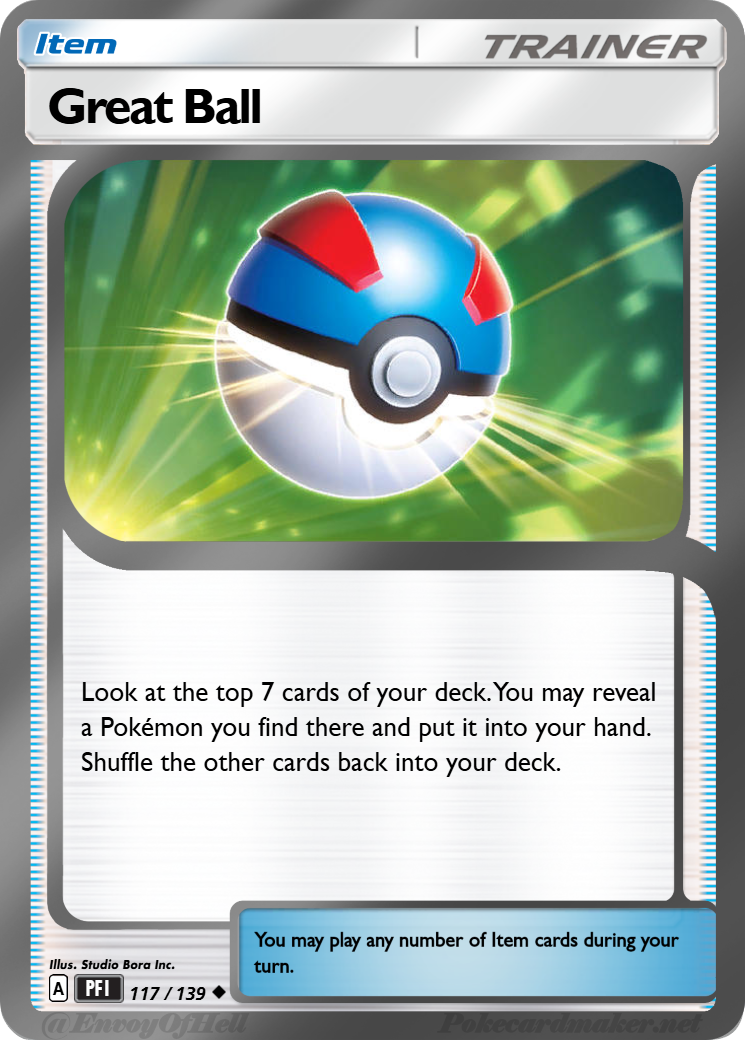 Item
TRAINER
Great Ball
Look at the top 7 cards of your deck. You may reveal
a Pokémon you find there and put it into your hand.
Shuffle the other cards back into your deck.
You may play any number of Item cards during your
turn.
Illus. Studio Bora Inc.
A PFI 117 / 139
@EnvoyOfHell
Pokecardmaker.net